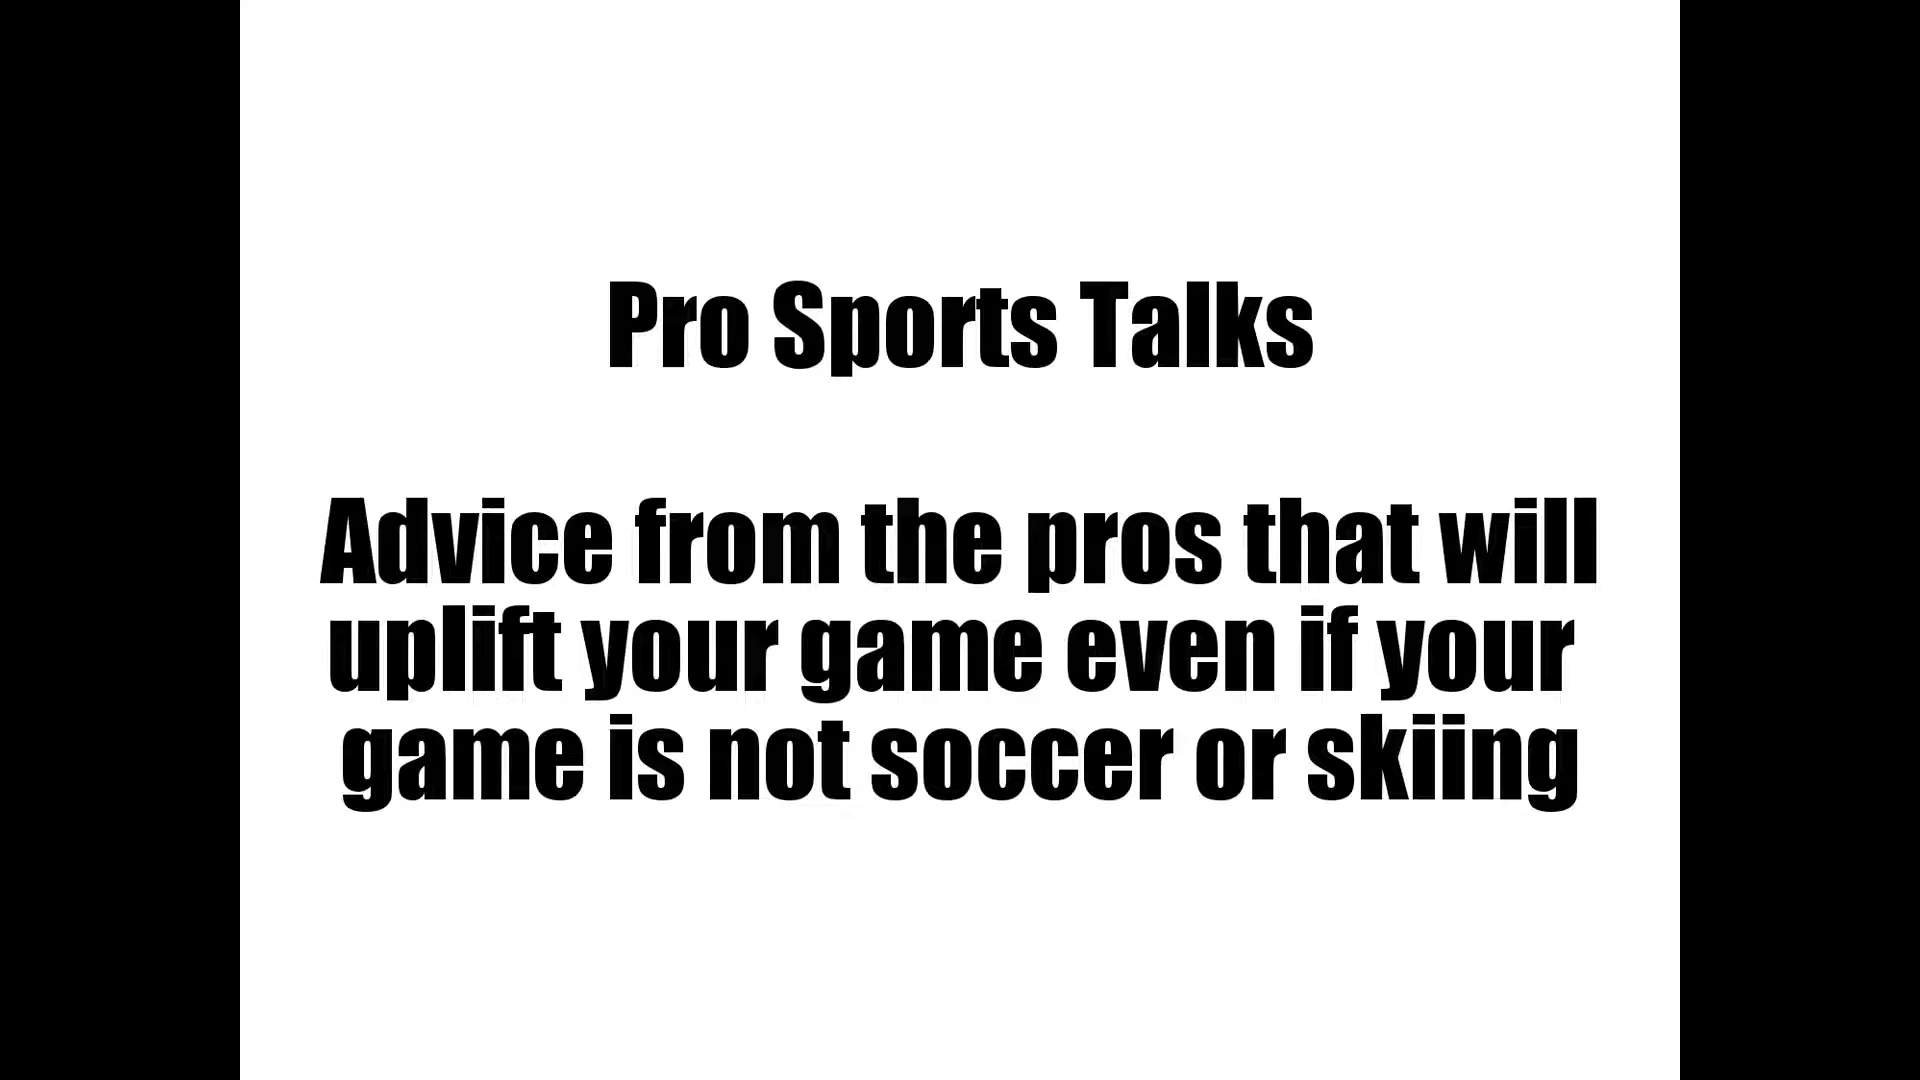 Pro Sports Talks
Advice from the pros that will
uplift your game even if your
game is not soccer or skiing